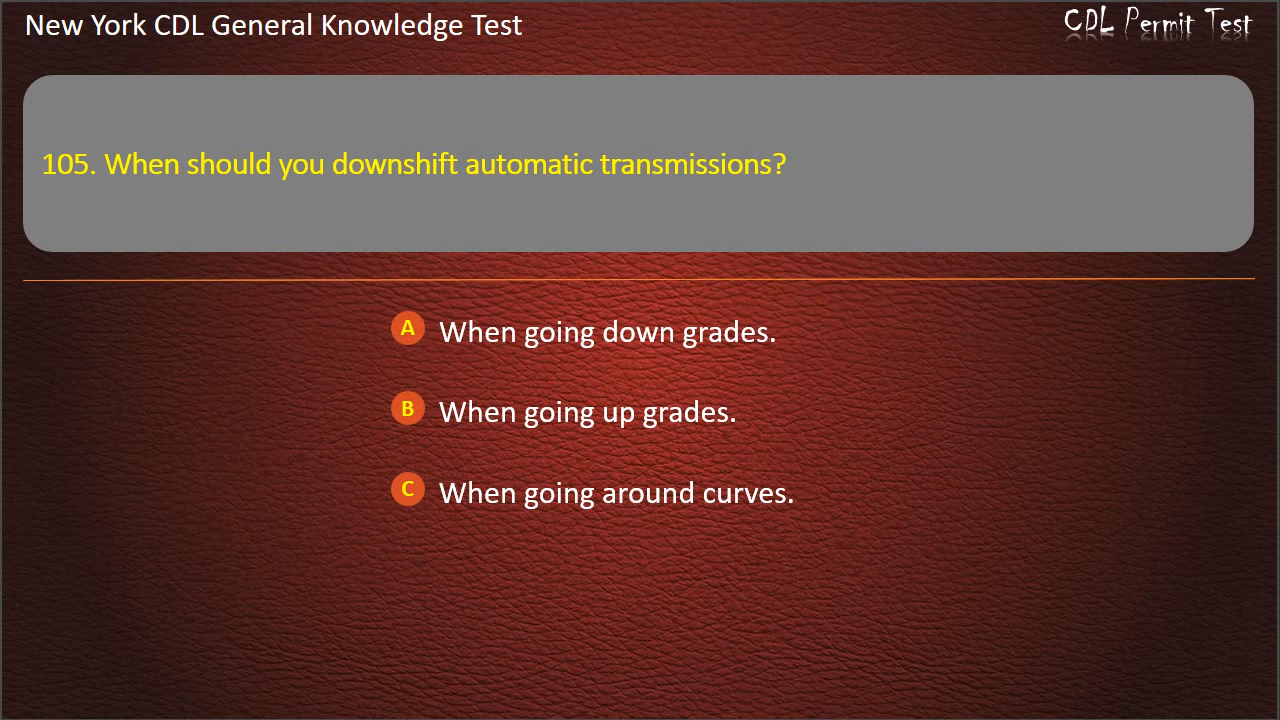 New York CDL General Knowledge Test
CDL Permit Test
105. When should you downshift automatic transmissions?
A When going down grades.
B When going up grades.
C When going around curves.